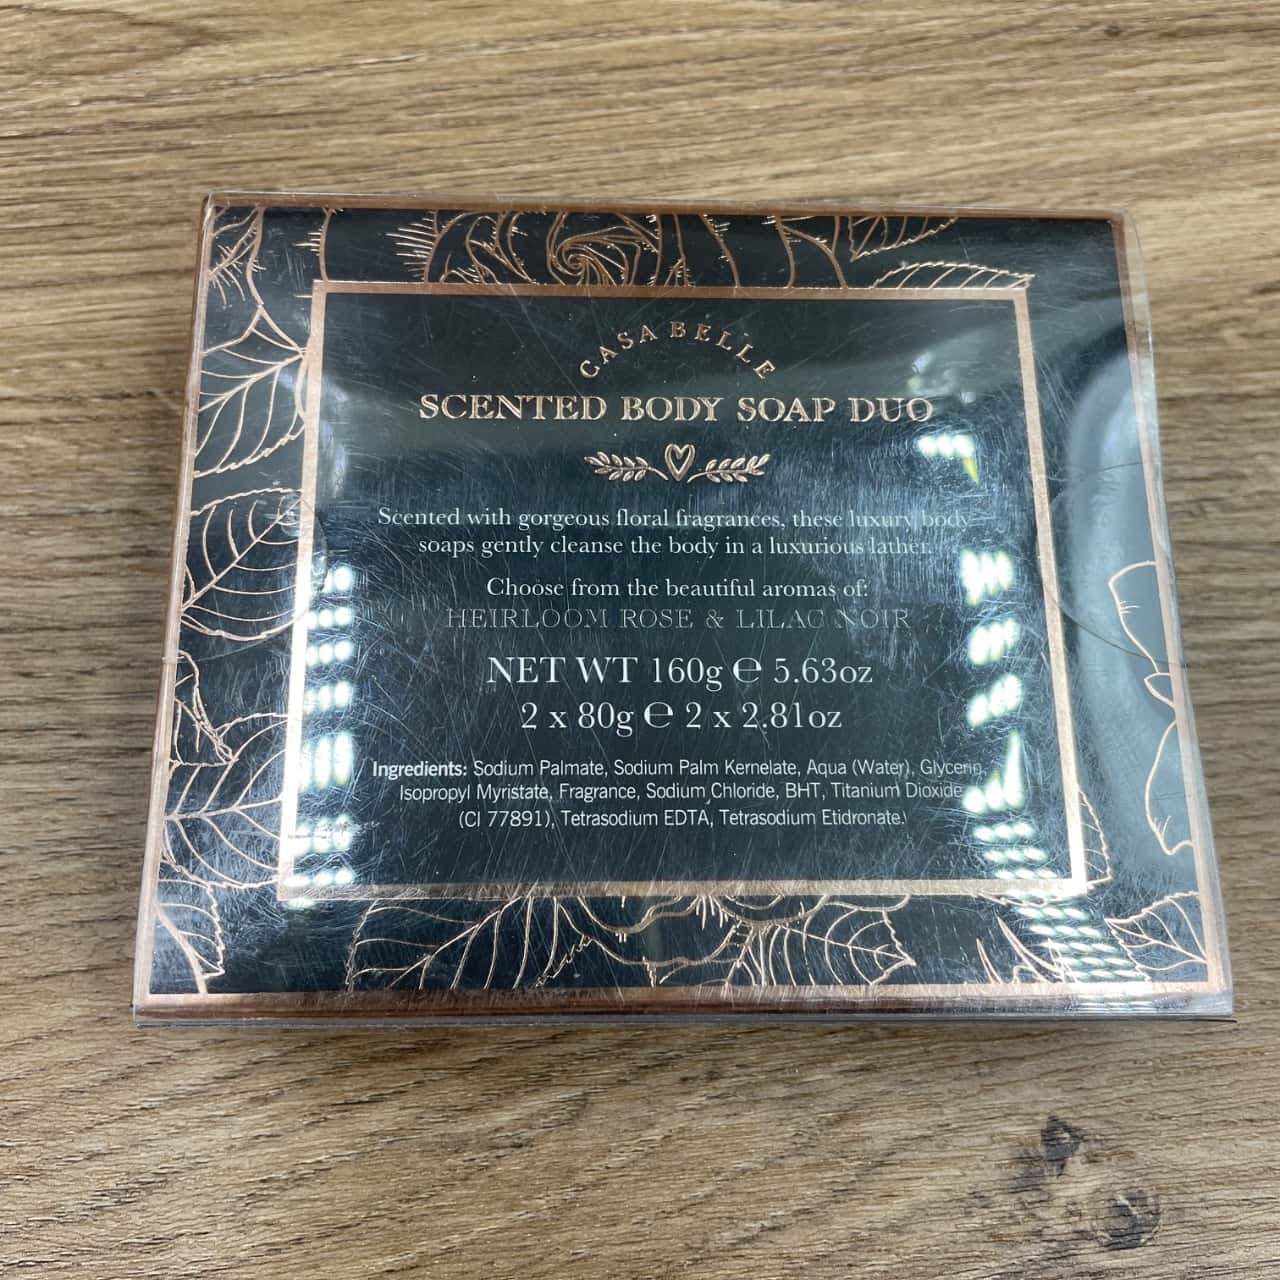 CASA BELLE
SCENTED BODY SOAP DUO
Scented with gorgeous floral fragrances, these luxury body
soaps gently cleanse the body in a luxurious lather.
Choose from the beautiful aromas of:
HEIRLOOM ROSE & LILAC NOIR
NET WT 160g ℮ 5.63oz
2 x 80g ℮ 2 x 2.81oz
Ingredients: Sodium Palmate, Sodium Palm Kernelate, Aqua (Water), Glycerin,
Isopropyl Myristate, Fragrance, Sodium Chloride, BHT, Titanium Dioxide
(CI 77891), Tetrasodium EDTA, Tetrasodium Etidronate.